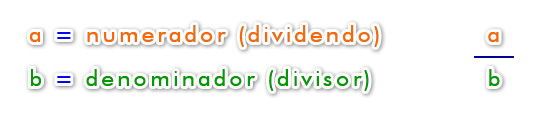 a = numerador (dividendo)
a
b = denominador (divisor)
b